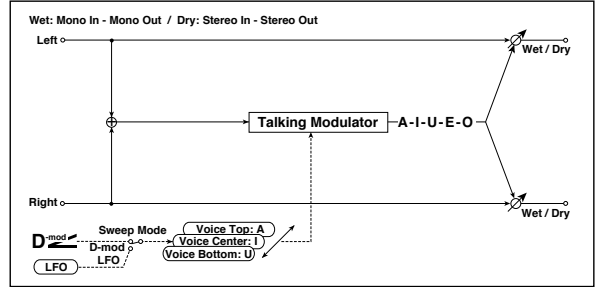 Wet: Mono In - Mono Out / Dry: Stereo In - Stereo Out
Left
Wet / Dry
Talking Modulator
A-I-U-E-O
Right
Wet / Dry
Sweep Mode
D-mod
D-mod
LFO
LFO
Voice Top: A
Voice Center: I
Voice Bottom: U